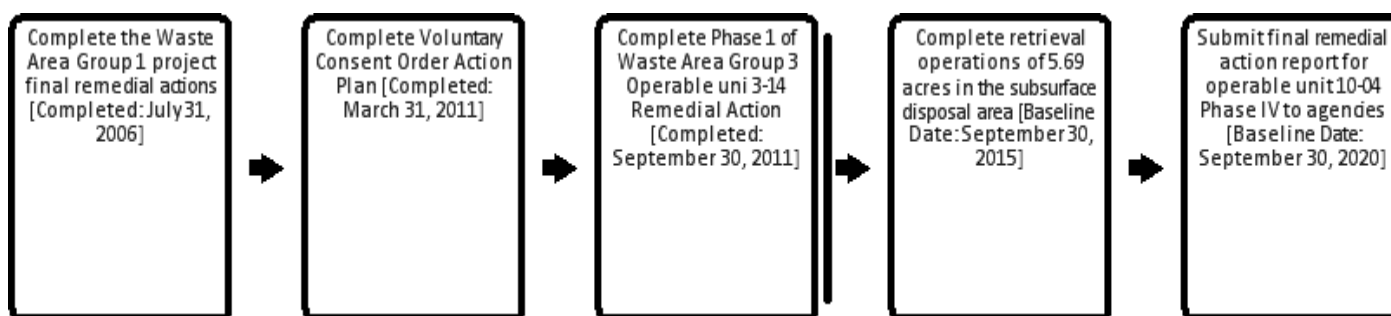 Complete the Waste
Area Group 1 project
final remedial actions
[Completed: July 31,
2006]
Complete Voluntary
Consent Order Action
Plan [Completed:
March 31, 2011]
Complete Phase 1 of
Waste Area Group 3
Operable uni 3-14
Remedial Action
[Completed:
September 30, 2011]
Complete retrieval
operations of 5.69
acres in the subsurface
disposal area [Baseline
Date: September 30,
2015]
Submit final remedial
action report for
operable unit 10-04
Phase IV to agencies
[Baseline Date:
September 30, 2020]